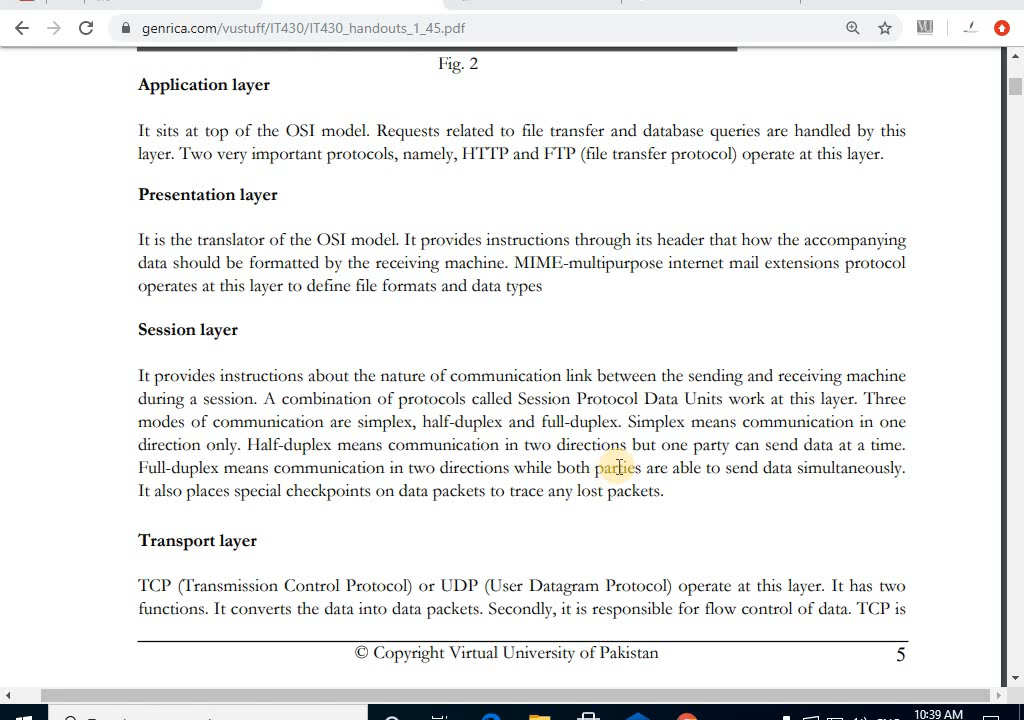 genrica.com/vustuff/IT430/IT430_handouts_1_45.pdf
Fig. 2
Application layer
It sits at top of the OSI model. Requests related to file transfer and database queries are handled by this
layer. Two very important protocols, namely, HTTP and FTP (file transfer protocol) operate at this layer.
Presentation layer
It is the translator of the OSI model. It provides instructions through its header that how the accompanying
data should be formatted by the receiving machine. MIME-multipurpose internet mail extensions protocol
operates at this layer to define file formats and data types
Session layer
It provides instructions about the nature of communication link between the sending and receiving machine
during a session. A combination of protocols called Session Protocol Data Units work at this layer. Three
modes of communication are simplex, half-duplex and full-duplex. Simplex means communication in one
direction only. Half-duplex means communication in two directions but one party can send data at a time.
Full-duplex means communication in two directions while both parties are able to send data simultaneously.
It also places special checkpoints on data packets to trace any lost packets.
Transport layer
TCP (Transmission Control Protocol) or UDP (User Datagram Protocol) operate at this layer. It has two
functions. It converts the data into data packets. Secondly, it is responsible for flow control of data. TCP is
© Copyright Virtual University of Pakistan 5
10:39 AM